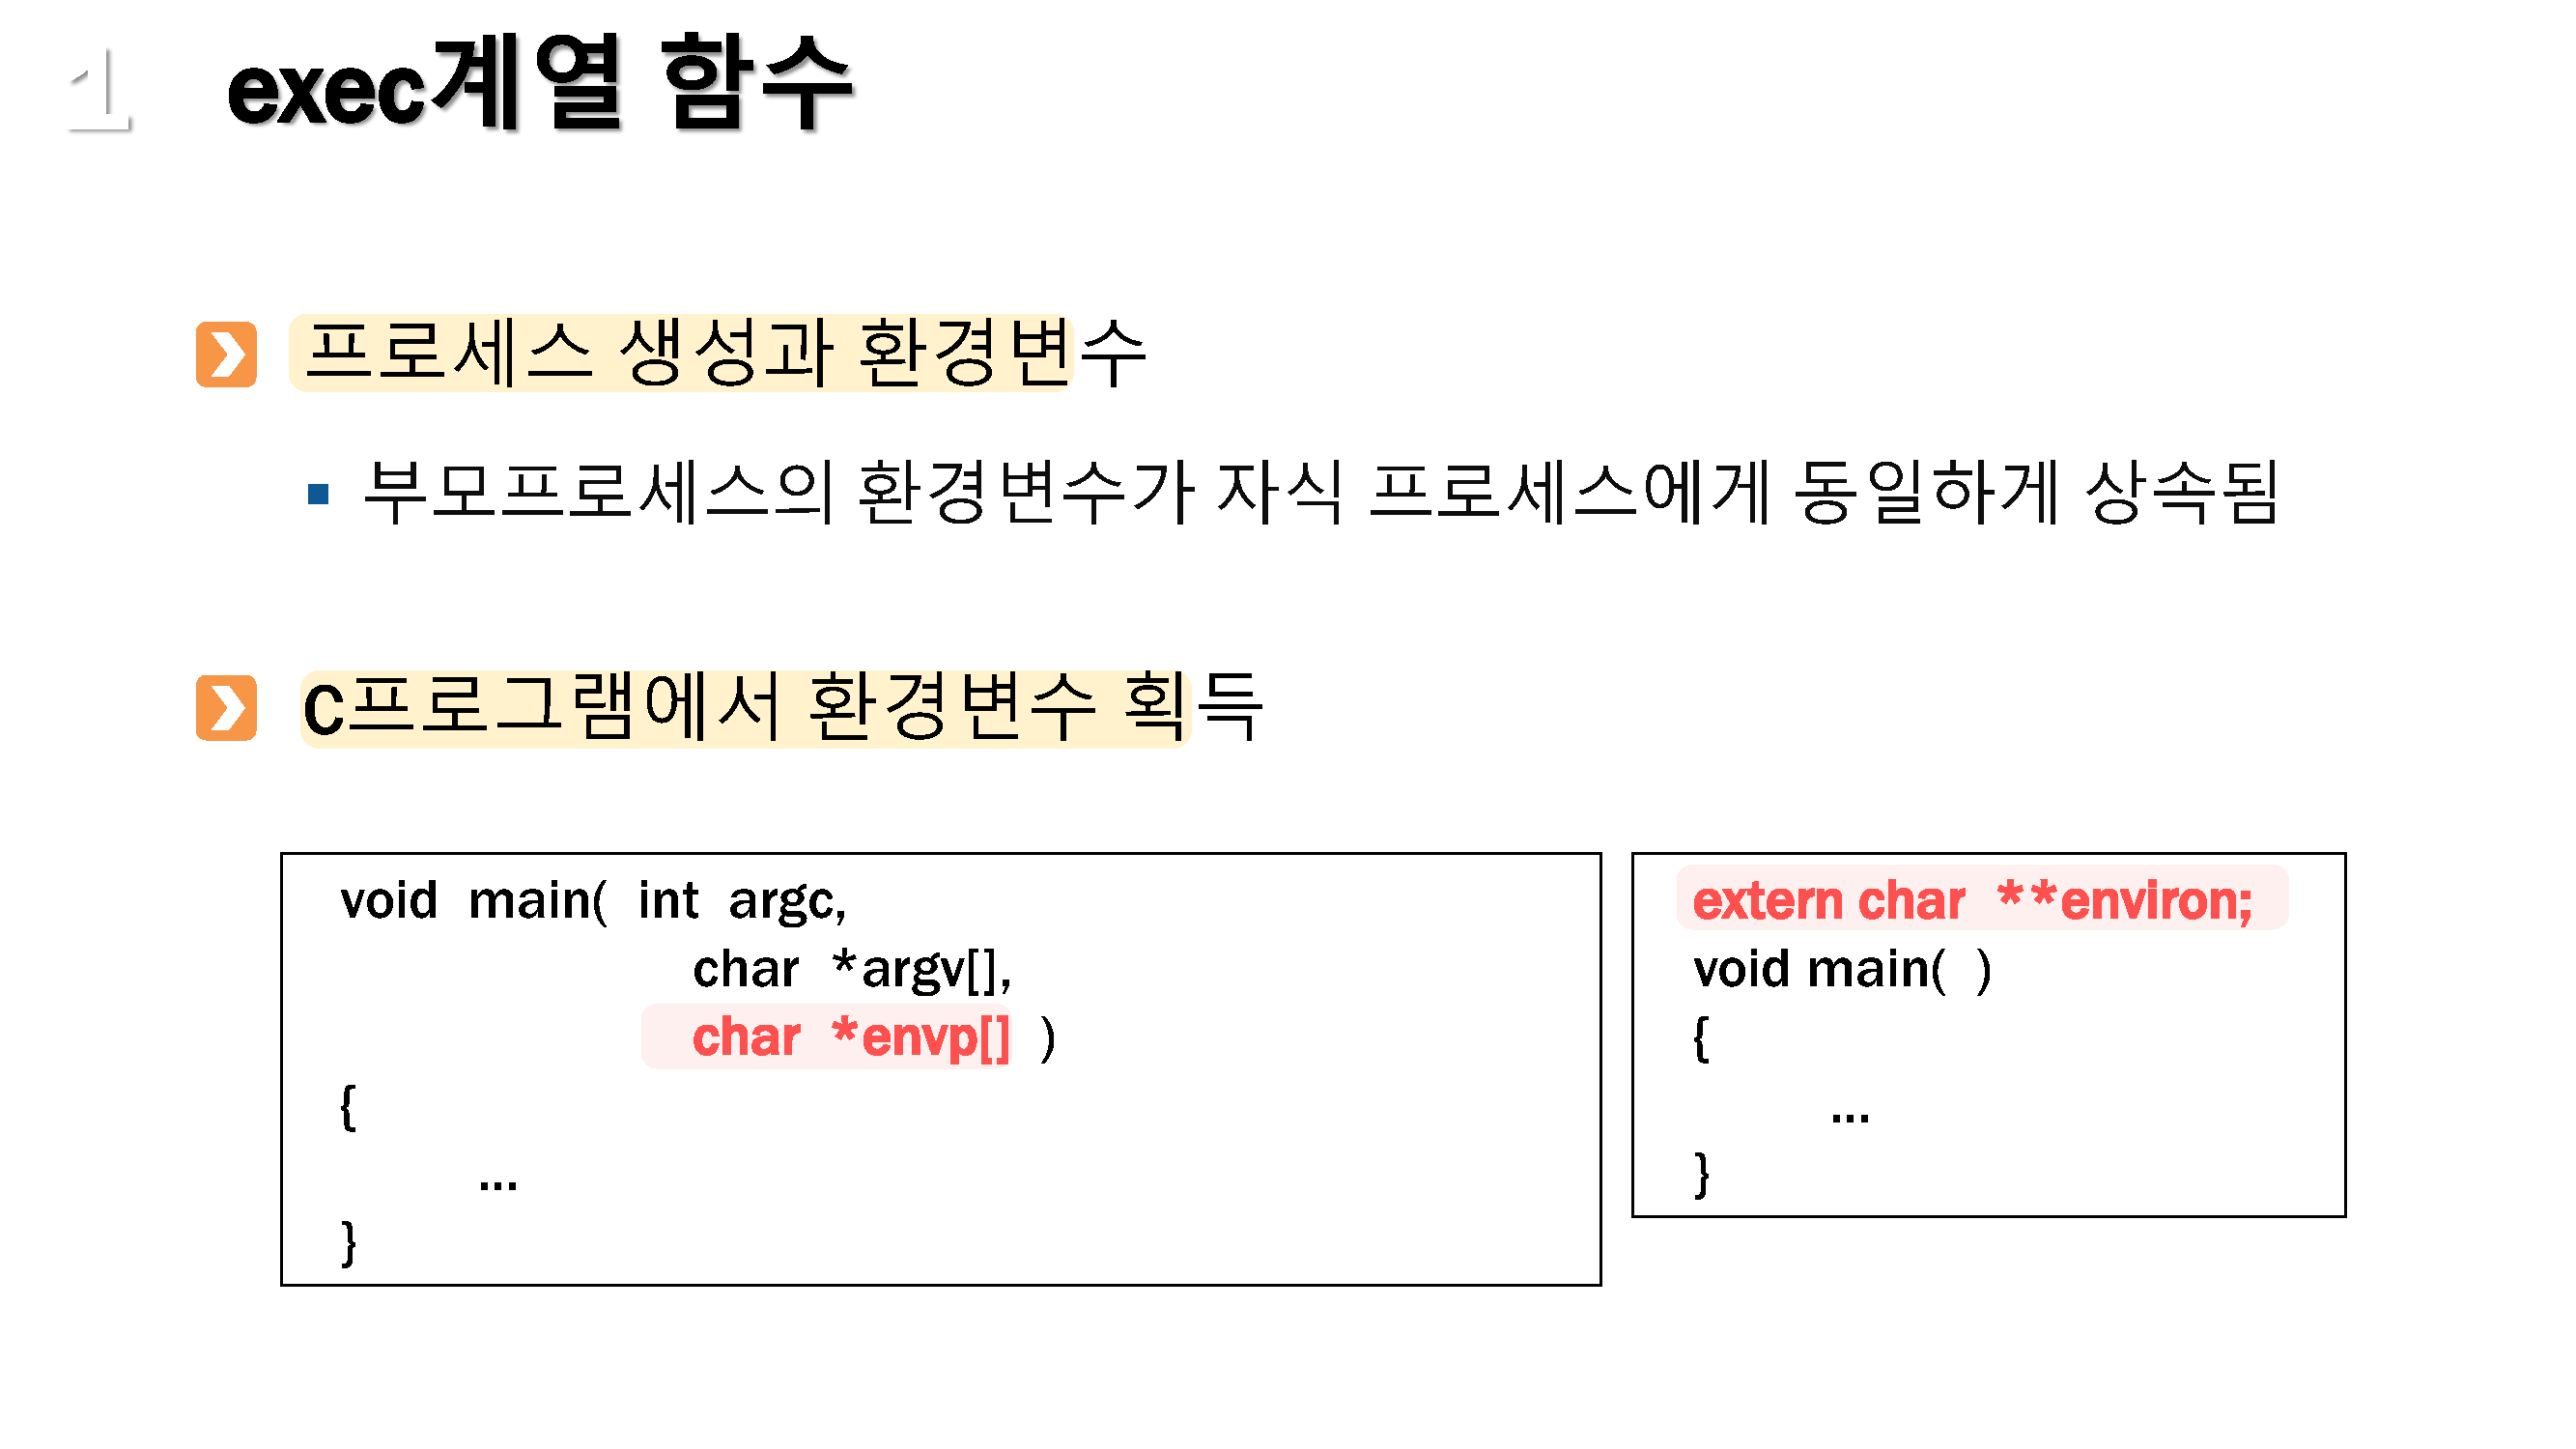 1 exec계열 함수
프로세스 생성과 환경변수
▪ 부모프로세스의 환경변수가 자식 프로세스에게 동일하게 상속됨
C프로그램에서 환경변수 획득
void main( int argc,
char *argv[],
char *envp[] )
{
...
}
extern char **environ;
void main( )
{
...
}